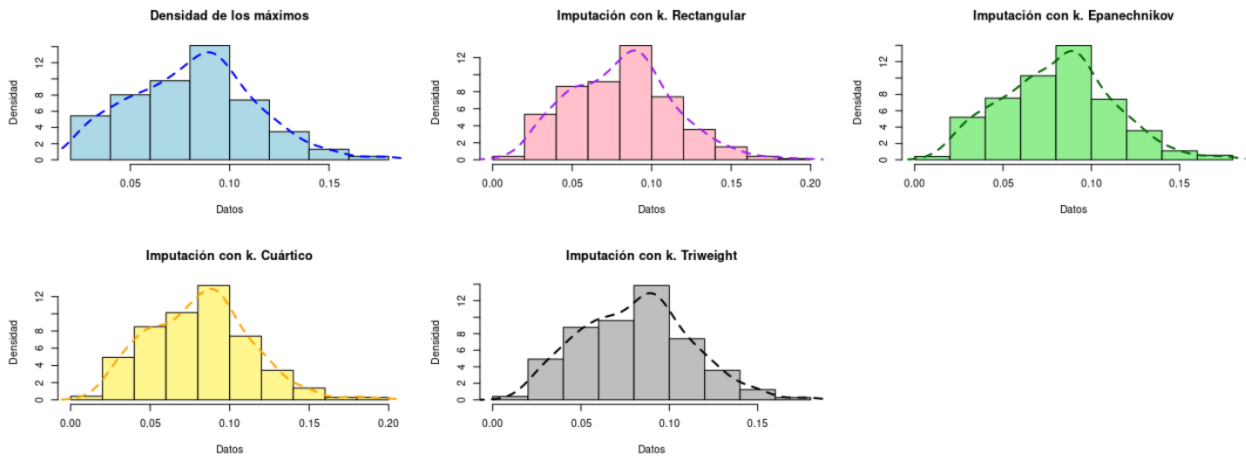 Densidad de los máximos
Densidad
0 2 4 6 8 12
0.05 0.10 0.15
Datos
Imputación con k. Rectangular
Densidad
0 2 4 6 8 12
0.00 0.05 0.10 0.15 0.20
Datos
Imputación con k. Epanechnikov
Densidad
0 2 4 6 8 12
0.00 0.05 0.10 0.15
Datos
Imputación con k. Cuártico
Densidad
0 2 4 6 8 12
0.00 0.05 0.10 0.15 0.20
Datos
Imputación con k. Triweight
Densidad
0 2 4 6 8 12
0.00 0.05 0.10 0.15
Datos